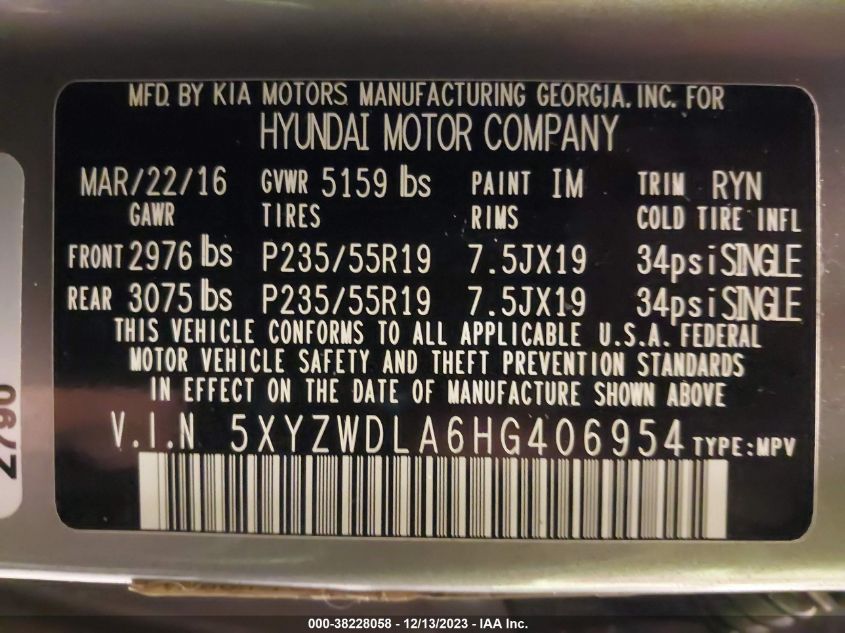 MFD. BY KIA MOTORS MANUFACTURING GEORGIA, INC. FOR
HYUNDAI MOTOR COMPANY
MAR/22/16 GVWR 5159 lbs PAINT IM TRIM RYN
GAWR TIRES RIMS COLD TIRE INFL
FRONT 2976 lbs P235/55R19 7.5JX19 34psi SINGLE
REAR 3075 lbs P235/55R19 7.5JX19 34psi SINGLE
THIS VEHICLE CONFORMS TO ALL APPLICABLE U.S.A. FEDERAL
MOTOR VEHICLE SAFETY AND THEFT PREVENTION STANDARDS
IN EFFECT ON THE DATE OF MANUFACTURE SHOWN ABOVE
V.I.N 5XYZWDLA6HG406954 TYPE:MPV
000-38228058 - 12/13/2023 - IAA Inc.